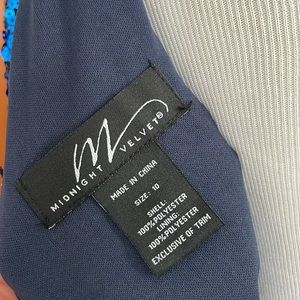 M
MIDNIGHT VELVET®
MADE IN CHINA
SIZE: 10
SHELL:
100%POLYESTER
LINING:
100%POLYESTER
EXCLUSIVE OF TRIM